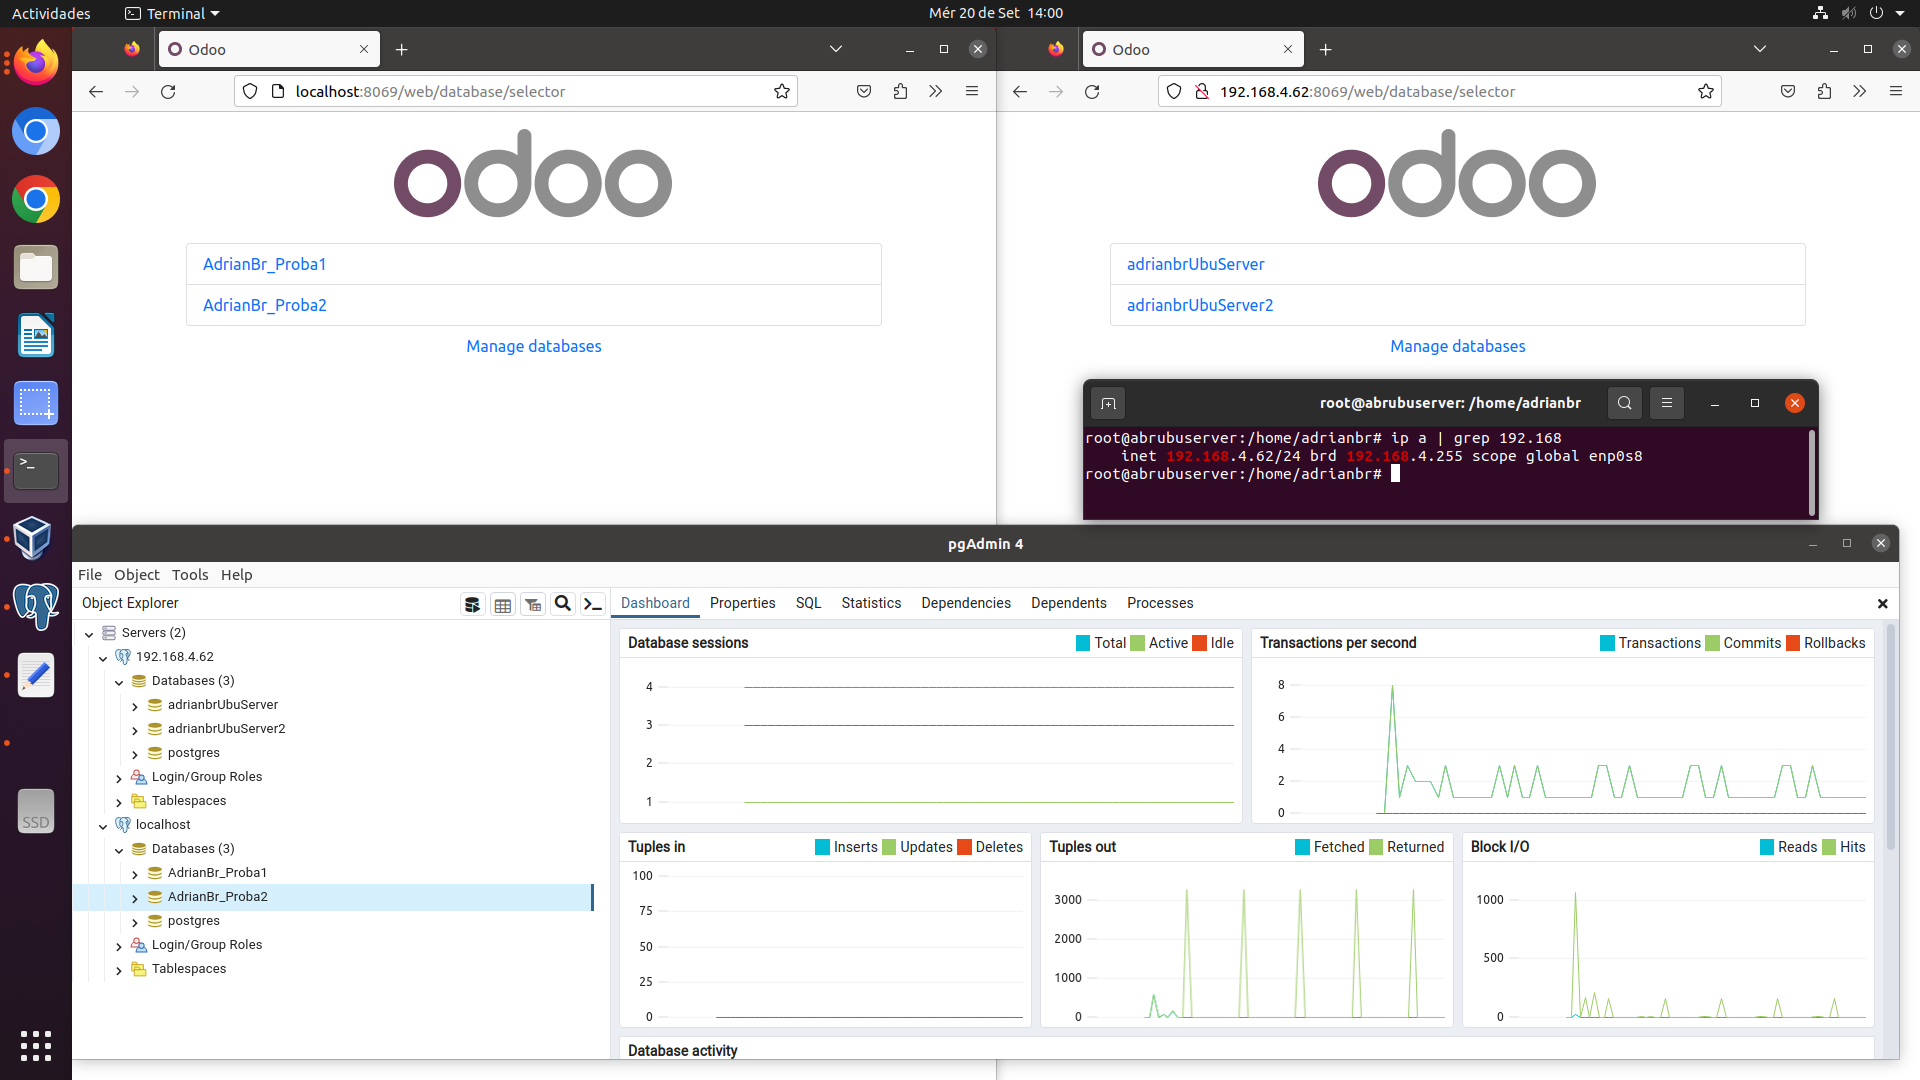 Actividades
Terminal
Mér 20 de Set 14:00
Odoo
localhost:8069/web/database/selector
odoo
AdrianBr_Proba1
AdrianBr_Proba2
Manage databases
Odoo
192.168.4.62:8069/web/database/selector
odoo
adrianbrUbuServer
adrianbrUbuServer2
Manage databases
root@abrubuserver: /home/adrianbr
root@abrubuserver:/home/adrianbr# ip a | grep 192.168
inet 192.168.4.62/24 brd 192.168.4.255 scope global enp0s8
root@abrubuserver:/home/adrianbr#
SSD
pgAdmin 4
File Object Tools Help
Object Explorer
Servers (2)
192.168.4.62
Databases (3)
adrianbrUbuServer
adrianbrUbuServer2
postgres
Login/Group Roles
Tablespaces
localhost
Databases (3)
AdrianBr_Proba1
AdrianBr_Proba2
postgres
Login/Group Roles
Tablespaces
Dashboard Properties SQL Statistics Dependencies Dependents Processes
Database sessions
Total Active Idle
4
3
2
1
Transactions per second
Transactions Commits Rollbacks
8
6
4
2
0
Tuples in
Inserts Updates Deletes
100
75
50
25
0
Tuples out
Fetched Returned
3000
2000
1000
0
Block I/O
Reads Hits
1000
500
0
Database activity